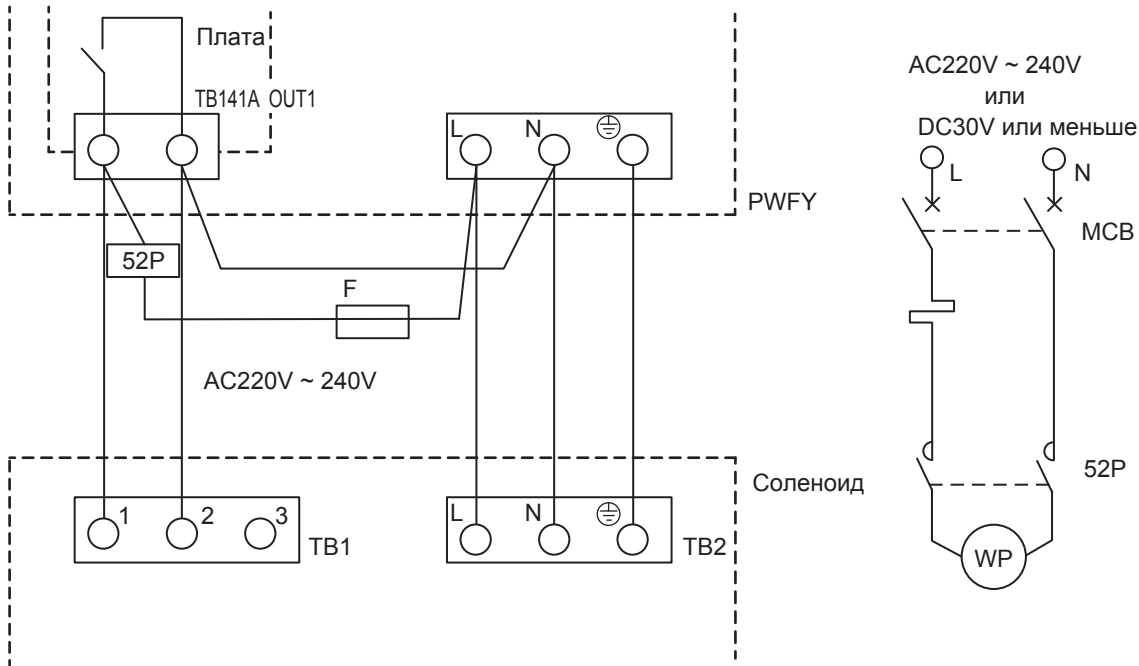 Плата
TB141A OUT1
L
N
PWFY
52P
F
AC220V ~ 240V
Соленоид
1
2
3
TB1
L
N
TB2
AC220V ~ 240V
или
DC30V или меньше
L
N
MCB
52P
WP